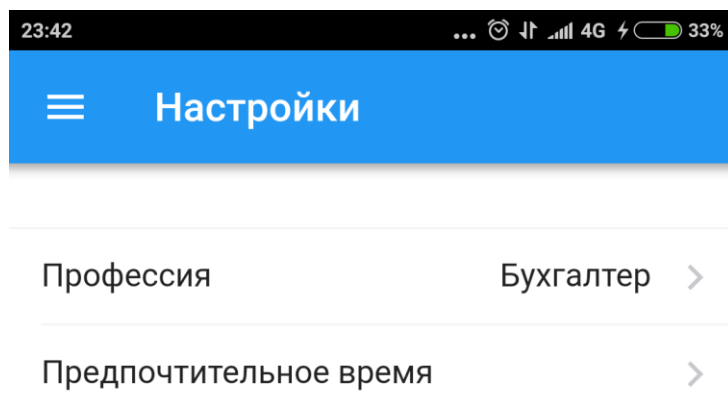 23:42 ... 4G 33%
Настройки
Профессия Бухгалтер
Предпочтительное время